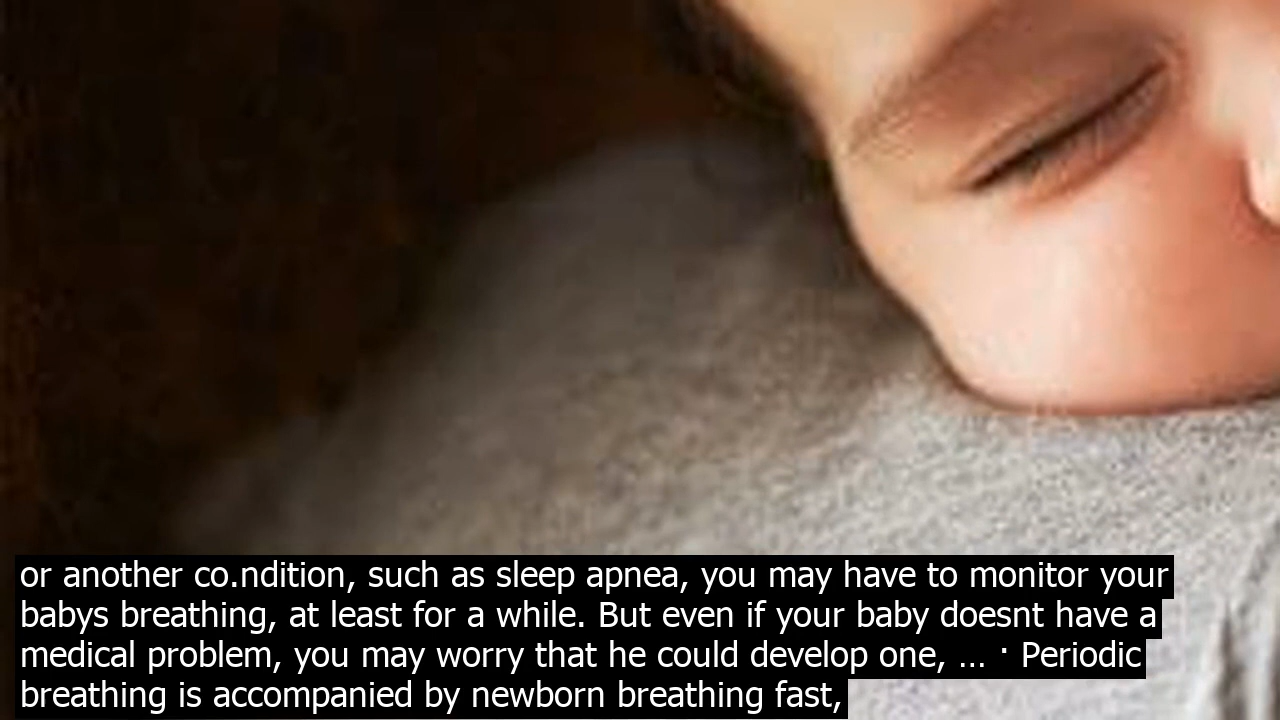 or another co.ndition, such as sleep apnea, you may have to monitor your
babys breathing, at least for a while. But even if your baby doesnt have a
medical problem, you may worry that he could develop one, ... · Periodic
breathing is accompanied by newborn breathing fast,